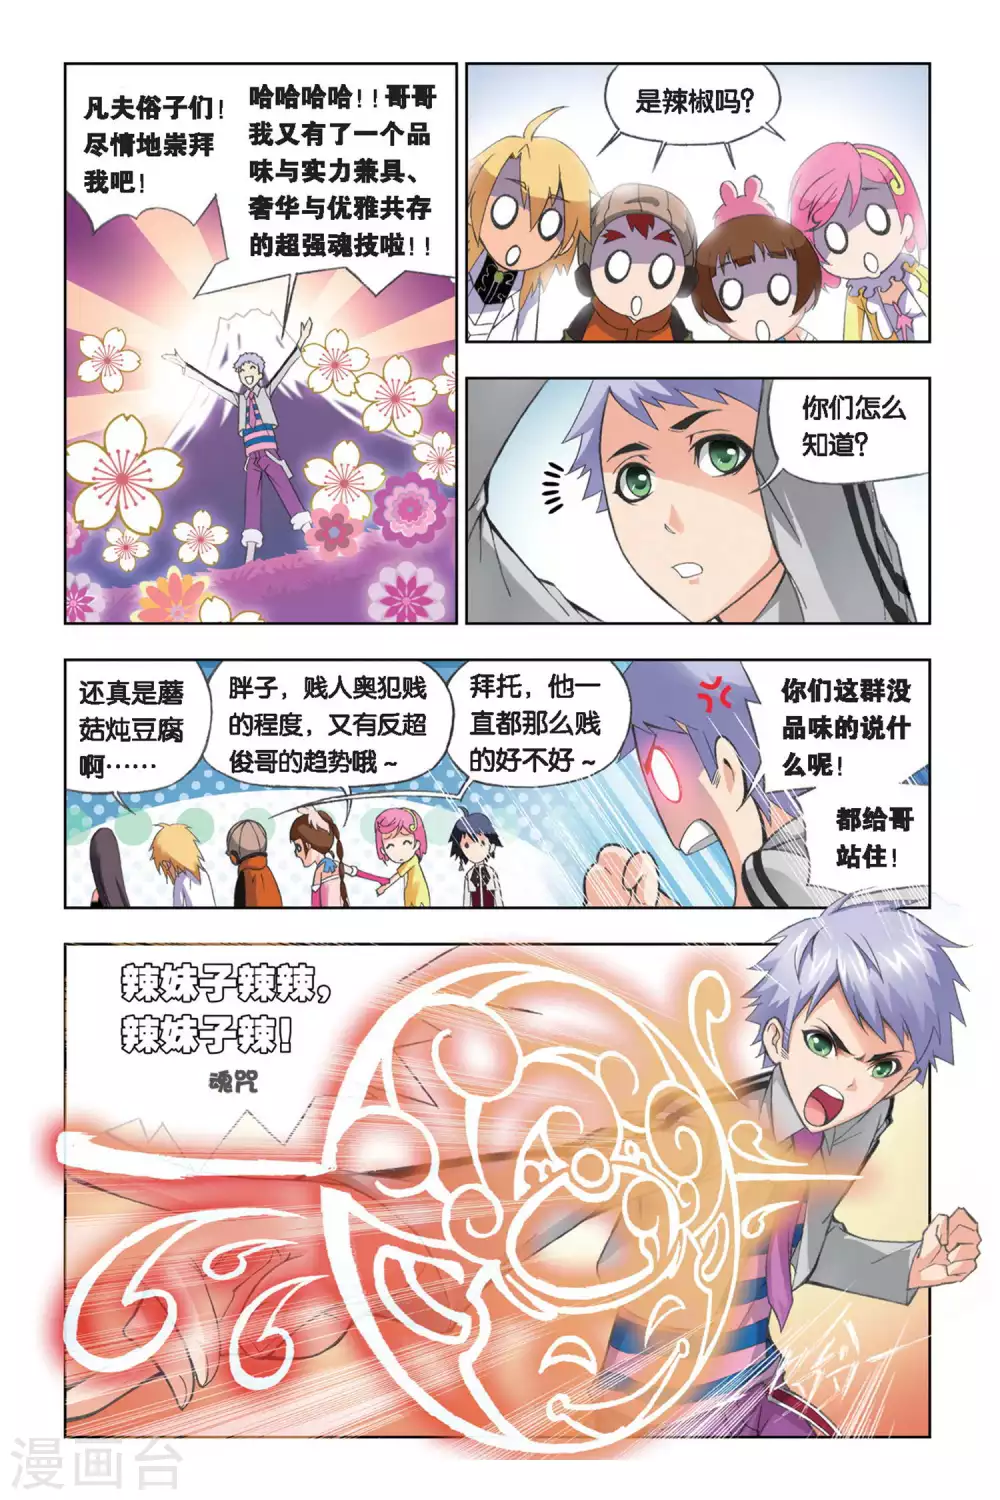 凡夫俗子们！
尽情地崇拜
我吧！
哈哈哈哈！！哥哥
我又有了一个品
味与实力兼具、
奢华与优雅共存
的超强魂技啦！！
是辣椒吗？
你们怎么
知道？
还真是蘑
菇炖豆腐
啊……
胖子，贱人奥犯贱
的程度，又有反超
俊哥的趋势哦～
拜托，他一
直都那么贱
的好不好～
你们这群没
品味的说什
么呢！
都给哥
站住！
辣妹子辣辣，
辣妹子辣！
魂咒
漫画台